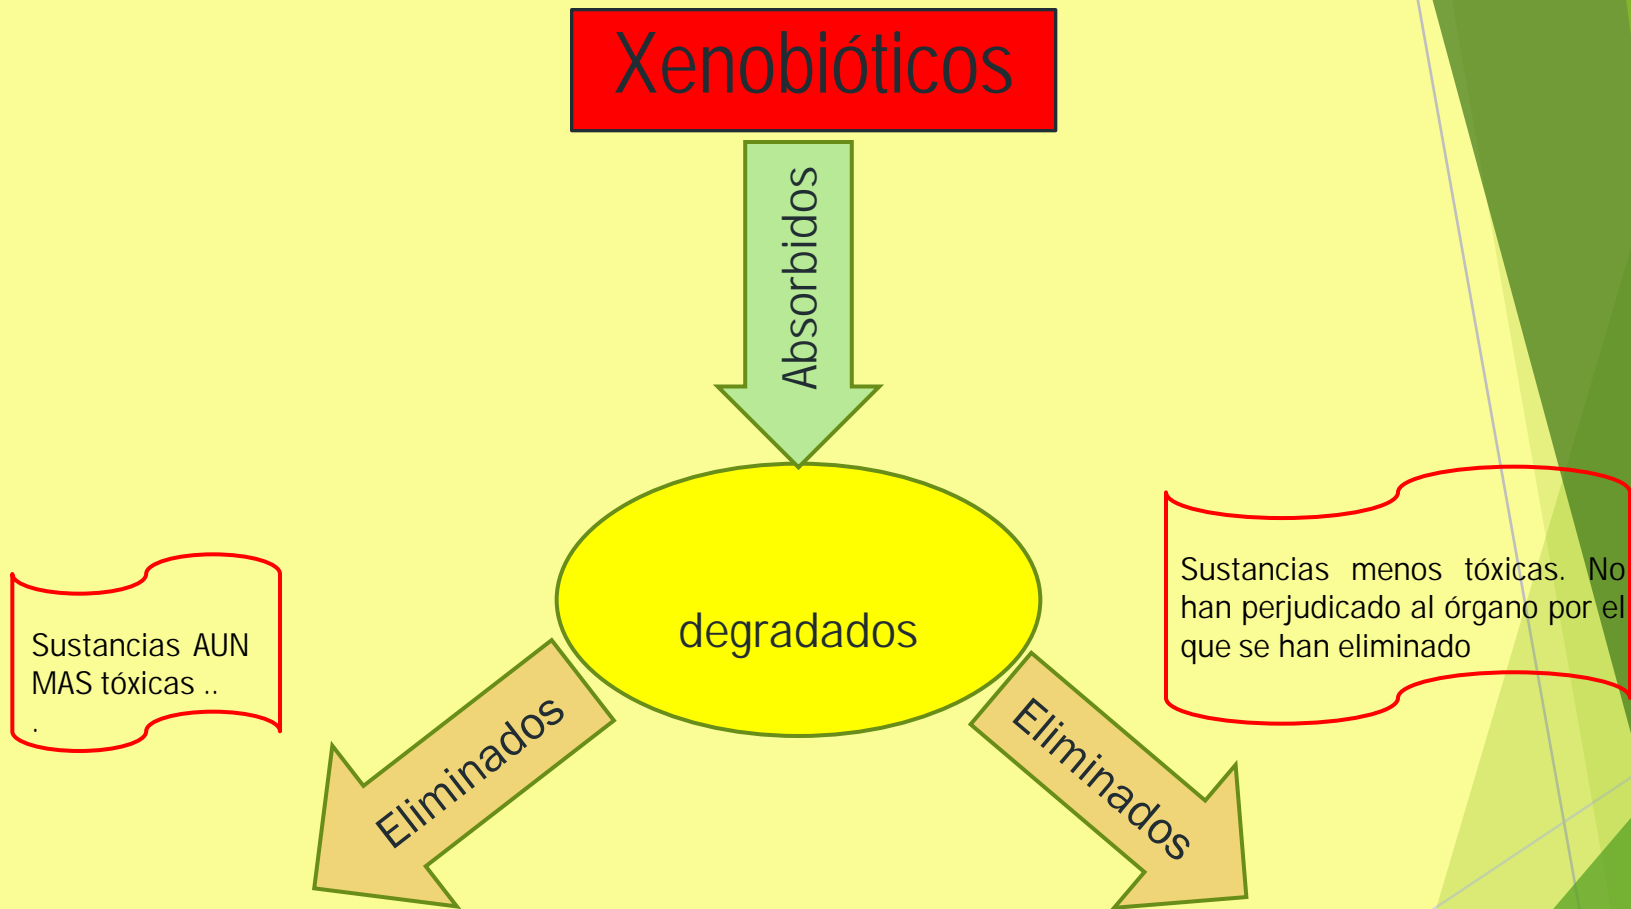 Xenobióticos
Absorbidos
degradados
Sustancias AUN
MAS tóxicas ..
.
Sustancias menos tóxicas. No
han perjudicado al órgano por el
que se han eliminado
Eliminados
Eliminados